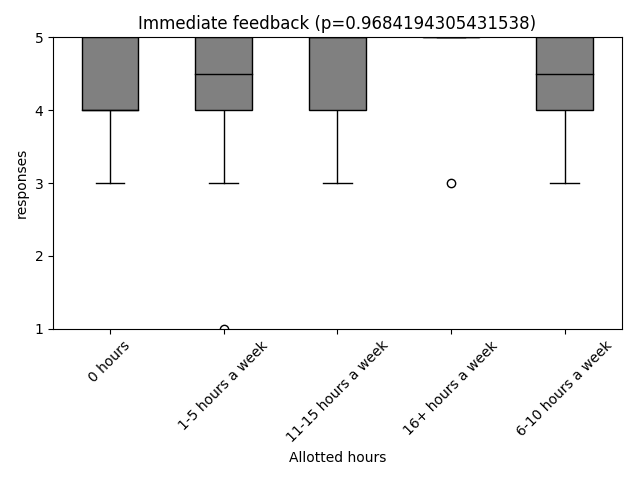 Immediate feedback (p=0.9684194305431538)
responses
5
4
3
2
1
0 hours
1-5 hours a week
11-15 hours a week
16+ hours a week
6-10 hours a week
Allotted hours